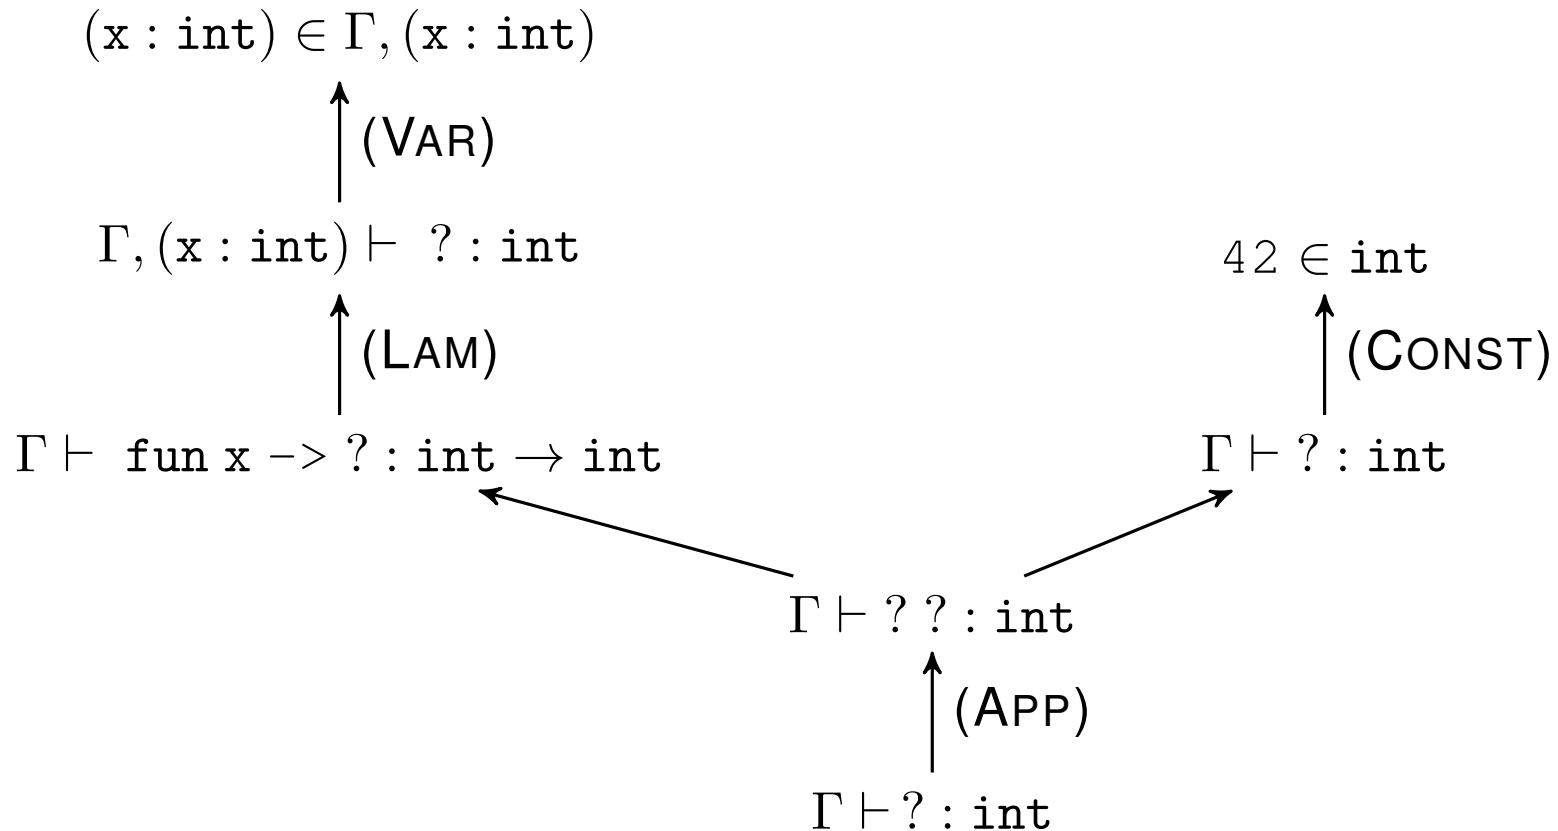 (x : int) ∈ Γ, (x : int)
(VAR)
Γ, (x : int) ⊢ ? : int
42 ∈ int
(LAM)
(CONST)
Γ ⊢ fun x -> ? : int → int
Γ ⊢ ? : int
Γ ⊢ ? ? : int
(APP)
Γ ⊢ ? : int